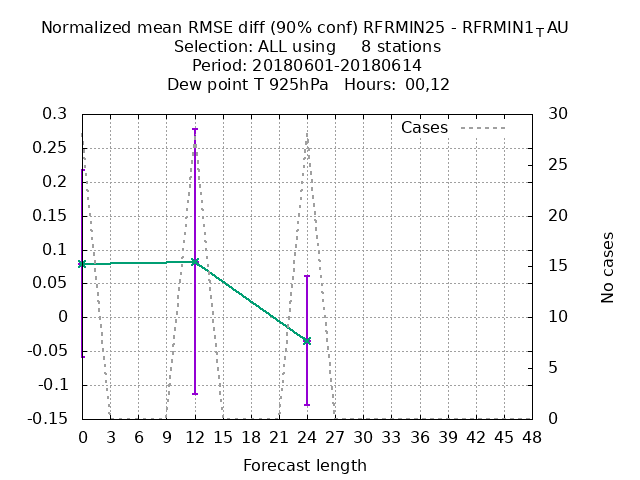 Normalized mean RMSE diff (90% conf) RFRMIN25 - RFRMIN1_TAU
Selection: ALL using     8 stations
Period: 20180601-20180614
Dew point T 925hPa   Hours: 00,12
Cases
0.3
0.25
0.2
0.15
0.1
0.05
0
-0.05
-0.1
-0.15
30
25
20
15
10
5
0
No cases
0 3 6 9 12 15 18 21 24 27 30 33 36 39 42 45 48
Forecast length